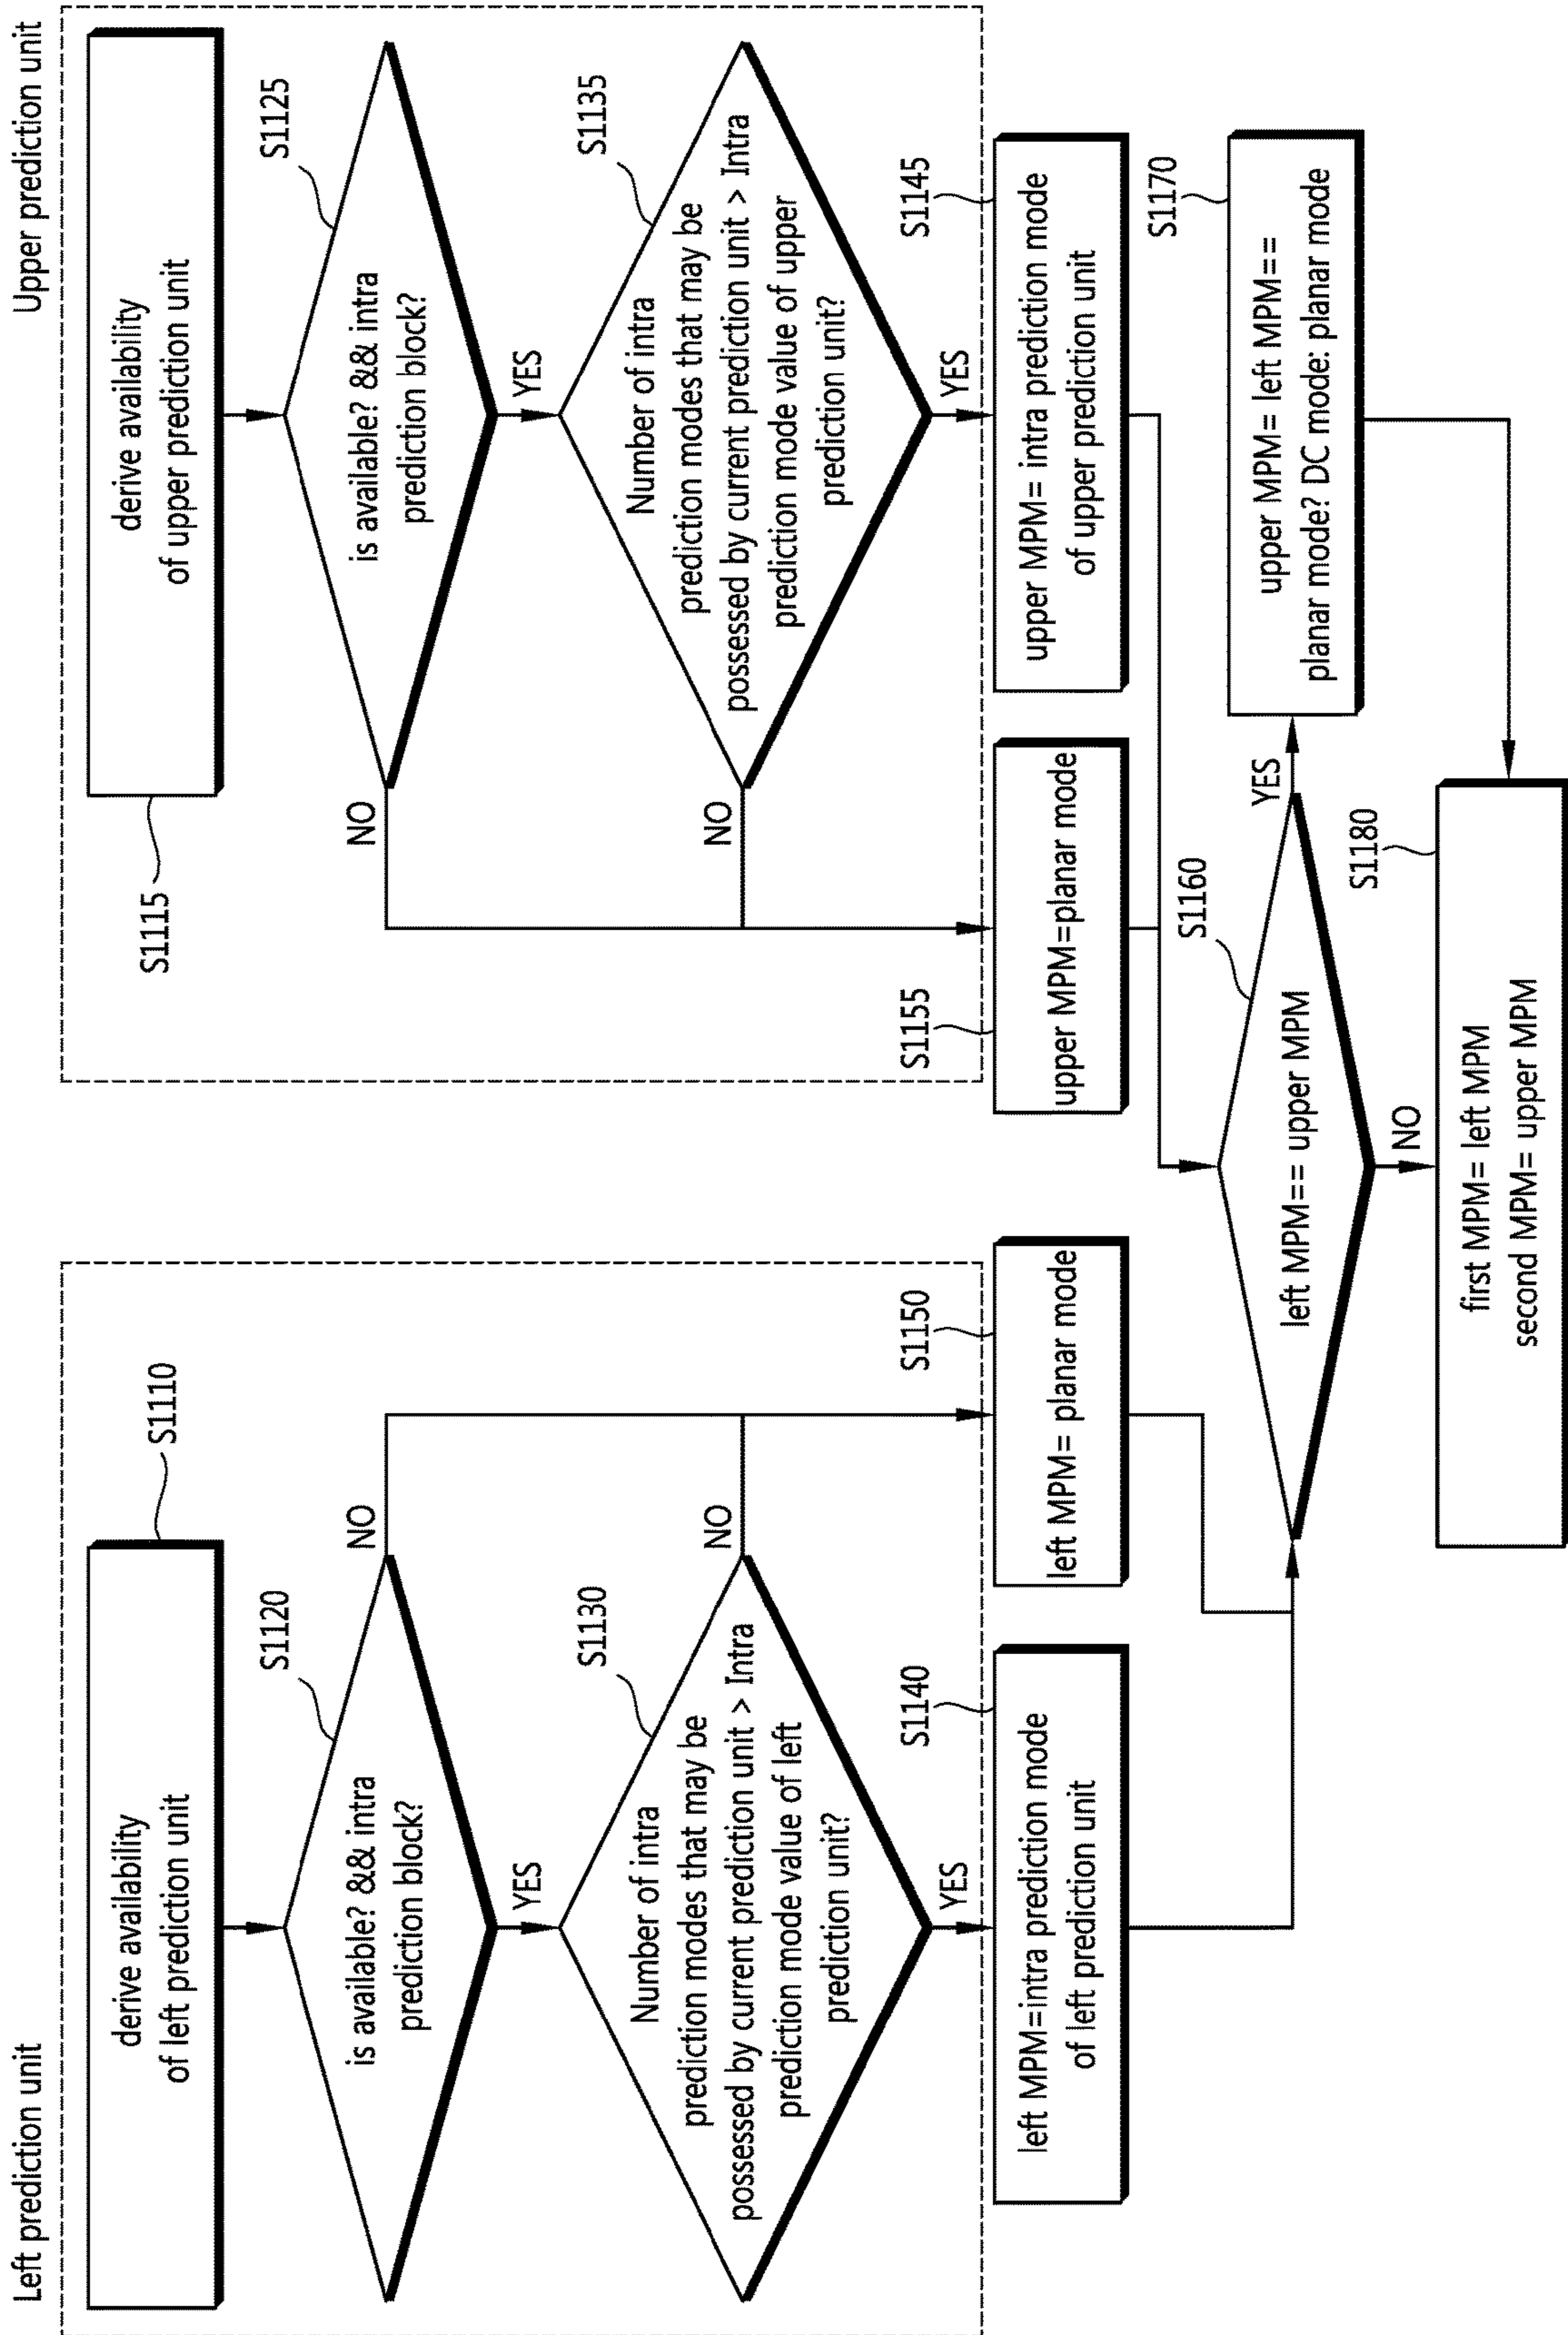 Left prediction unit
derive availability
of left prediction unit
S1110
is available? && intra
prediction block?
S1120
NO
YES
Number of intra
prediction modes that may be
possessed by current prediction unit > Intra
prediction mode value of left
prediction unit?
S1130
NO
YES
left MPM=intra prediction mode
of left prediction unit
S1140
left MPM= planar mode
S1150
Upper prediction unit
derive availability
of upper prediction unit
S1115
is available? && intra
prediction block?
S1125
NO
YES
Number of intra
prediction modes that may be
possessed by current prediction unit > Intra
prediction mode value of upper
prediction unit?
S1135
NO
YES
upper MPM=planar mode
S1155
upper MPM= intra prediction mode
of upper prediction unit
S1145
left MPM== upper MPM
S1160
YES
NO
upper MPM= left MPM==
planar mode? DC mode: planar mode
S1170
first MPM= left MPM
second MPM= upper MPM
S1180